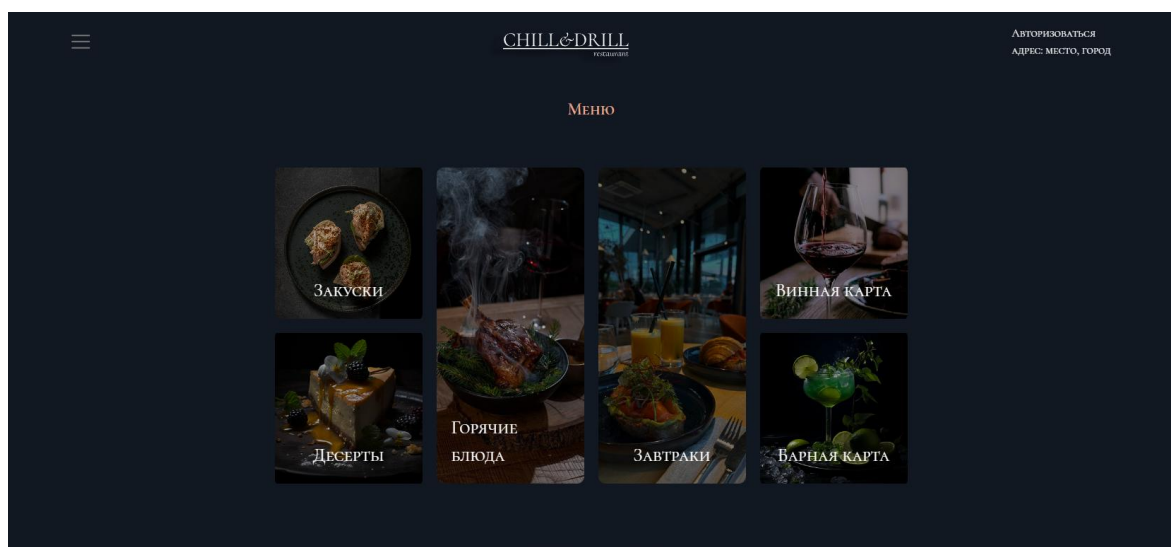 CHILL&DRILL
restaurant
Авторизоваться
адрес: место, город
Меню
Закуски
Горячие
блюда
Завтраки
Винная карта
Десерты
Барная карта